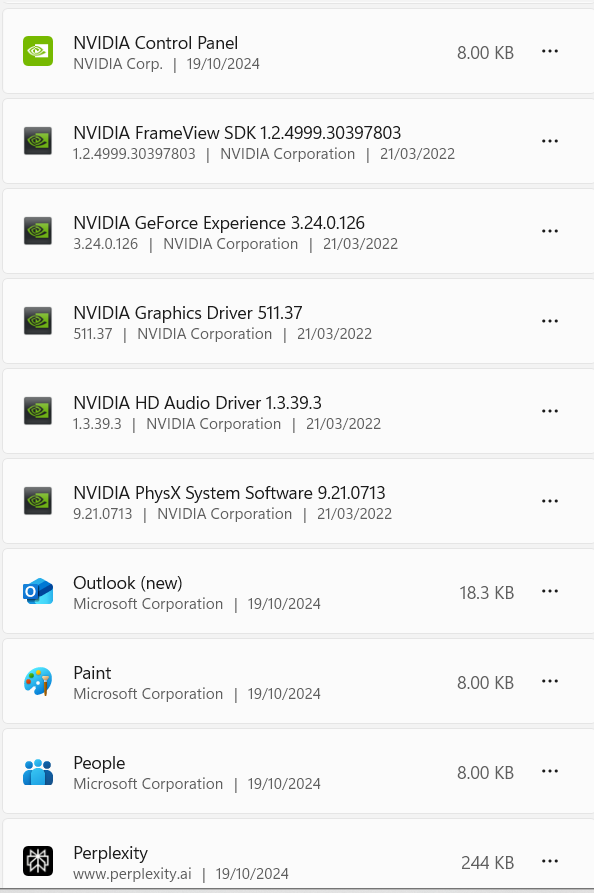 NVIDIA Control Panel
NVIDIA Corp. | 19/10/2024
8.00 KB
NVIDIA FrameView SDK 1.2.4999.30397803
1.2.4999.30397803 | NVIDIA Corporation | 21/03/2022
NVIDIA GeForce Experience 3.24.0.126
3.24.0.126 | NVIDIA Corporation | 21/03/2022
NVIDIA Graphics Driver 511.37
511.37 | NVIDIA Corporation | 21/03/2022
NVIDIA HD Audio Driver 1.3.39.3
1.3.39.3 | NVIDIA Corporation | 21/03/2022
NVIDIA PhysX System Software 9.21.0713
9.21.0713 | NVIDIA Corporation | 21/03/2022
Outlook (new)
Microsoft Corporation | 19/10/2024
18.3 KB
Paint
Microsoft Corporation | 19/10/2024
8.00 KB
People
Microsoft Corporation | 19/10/2024
8.00 KB
Perplexity
www.perplexity.ai | 19/10/2024
244 KB